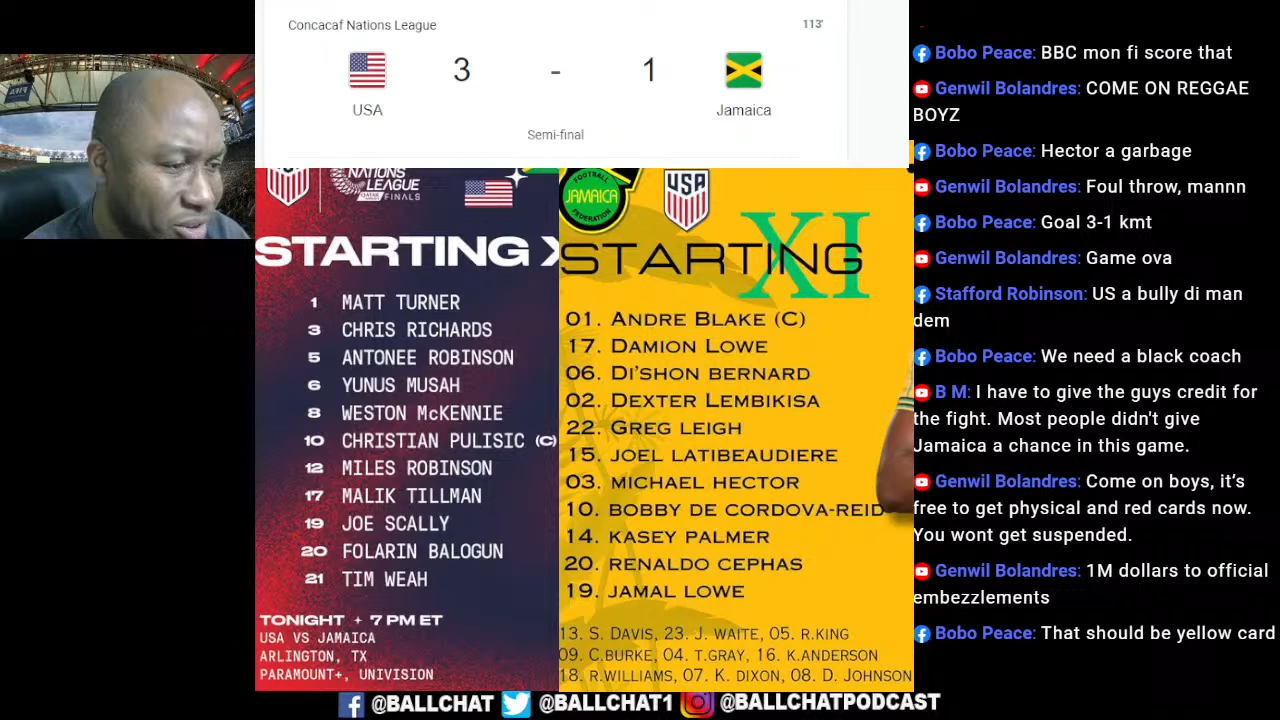 Concacaf Nations League
113'
3 - 1
USA
Jamaica
Semi-final
NATIONS
LEAGUE
FINALS
STARTING X
1 MATT TURNER
3 CHRIS RICHARDS
5 ANTONEE ROBINSON
6 YUNUS MUSAH
8 WESTON McKENNIE
10 CHRISTIAN PULISIC (C)
12 MILES ROBINSON
17 MALIK TILLMAN
19 JOE SCALLY
20 FOLARIN BALOGUN
21 TIM WEAH
TONIGHT + 7 PM ET
USA VS JAMAICA
ARLINGTON, TX
PARAMOUNT+, UNIVISION
FOOTBALL
JAMAICA
FEDERATION
USA
STARTING XI
01. ANDRE BLAKE (C)
17. DAMION LOWE
06. DI'SHON BERNARD
02. DEXTER LEMBIKISA
22. GREG LEIGH
15. JOEL LATIBEAUDIERE
03. MICHAEL HECTOR
10. BOBBY DE CORDOVA-REID
14. KASEY PALMER
20. RENALDO CEPHAS
19. JAMAL LOWE
13. S. DAVIS, 23. J. WAITE, 05. R.KING
09. C.BURKE, 04. T.GRAY, 16. K.ANDERSON
18. R.WILLIAMS, 07. K. DIXON, 08. D. JOHNSON
Bobo Peace: BBC mon fi score that
Genwil Bolandres: COME ON REGGAE
BOYZ
Bobo Peace: Hector a garbage
Genwil Bolandres: Foul throw, mannn
Bobo Peace: Goal 3-1 kmt
Genwil Bolandres: Game ova
Stafford Robinson: US a bully di man
dem
Bobo Peace: We need a black coach
B M: I have to give the guys credit for
the fight. Most people didn't give
Jamaica a chance in this game.
Genwil Bolandres: Come on boys, it's
free to get physical and red cards now.
You wont get suspended.
Genwil Bolandres: 1M dollars to official
embezzlements
Bobo Peace: That should be yellow card
@BALLCHAT @BALLCHAT1 @BALLCHATPODCAST